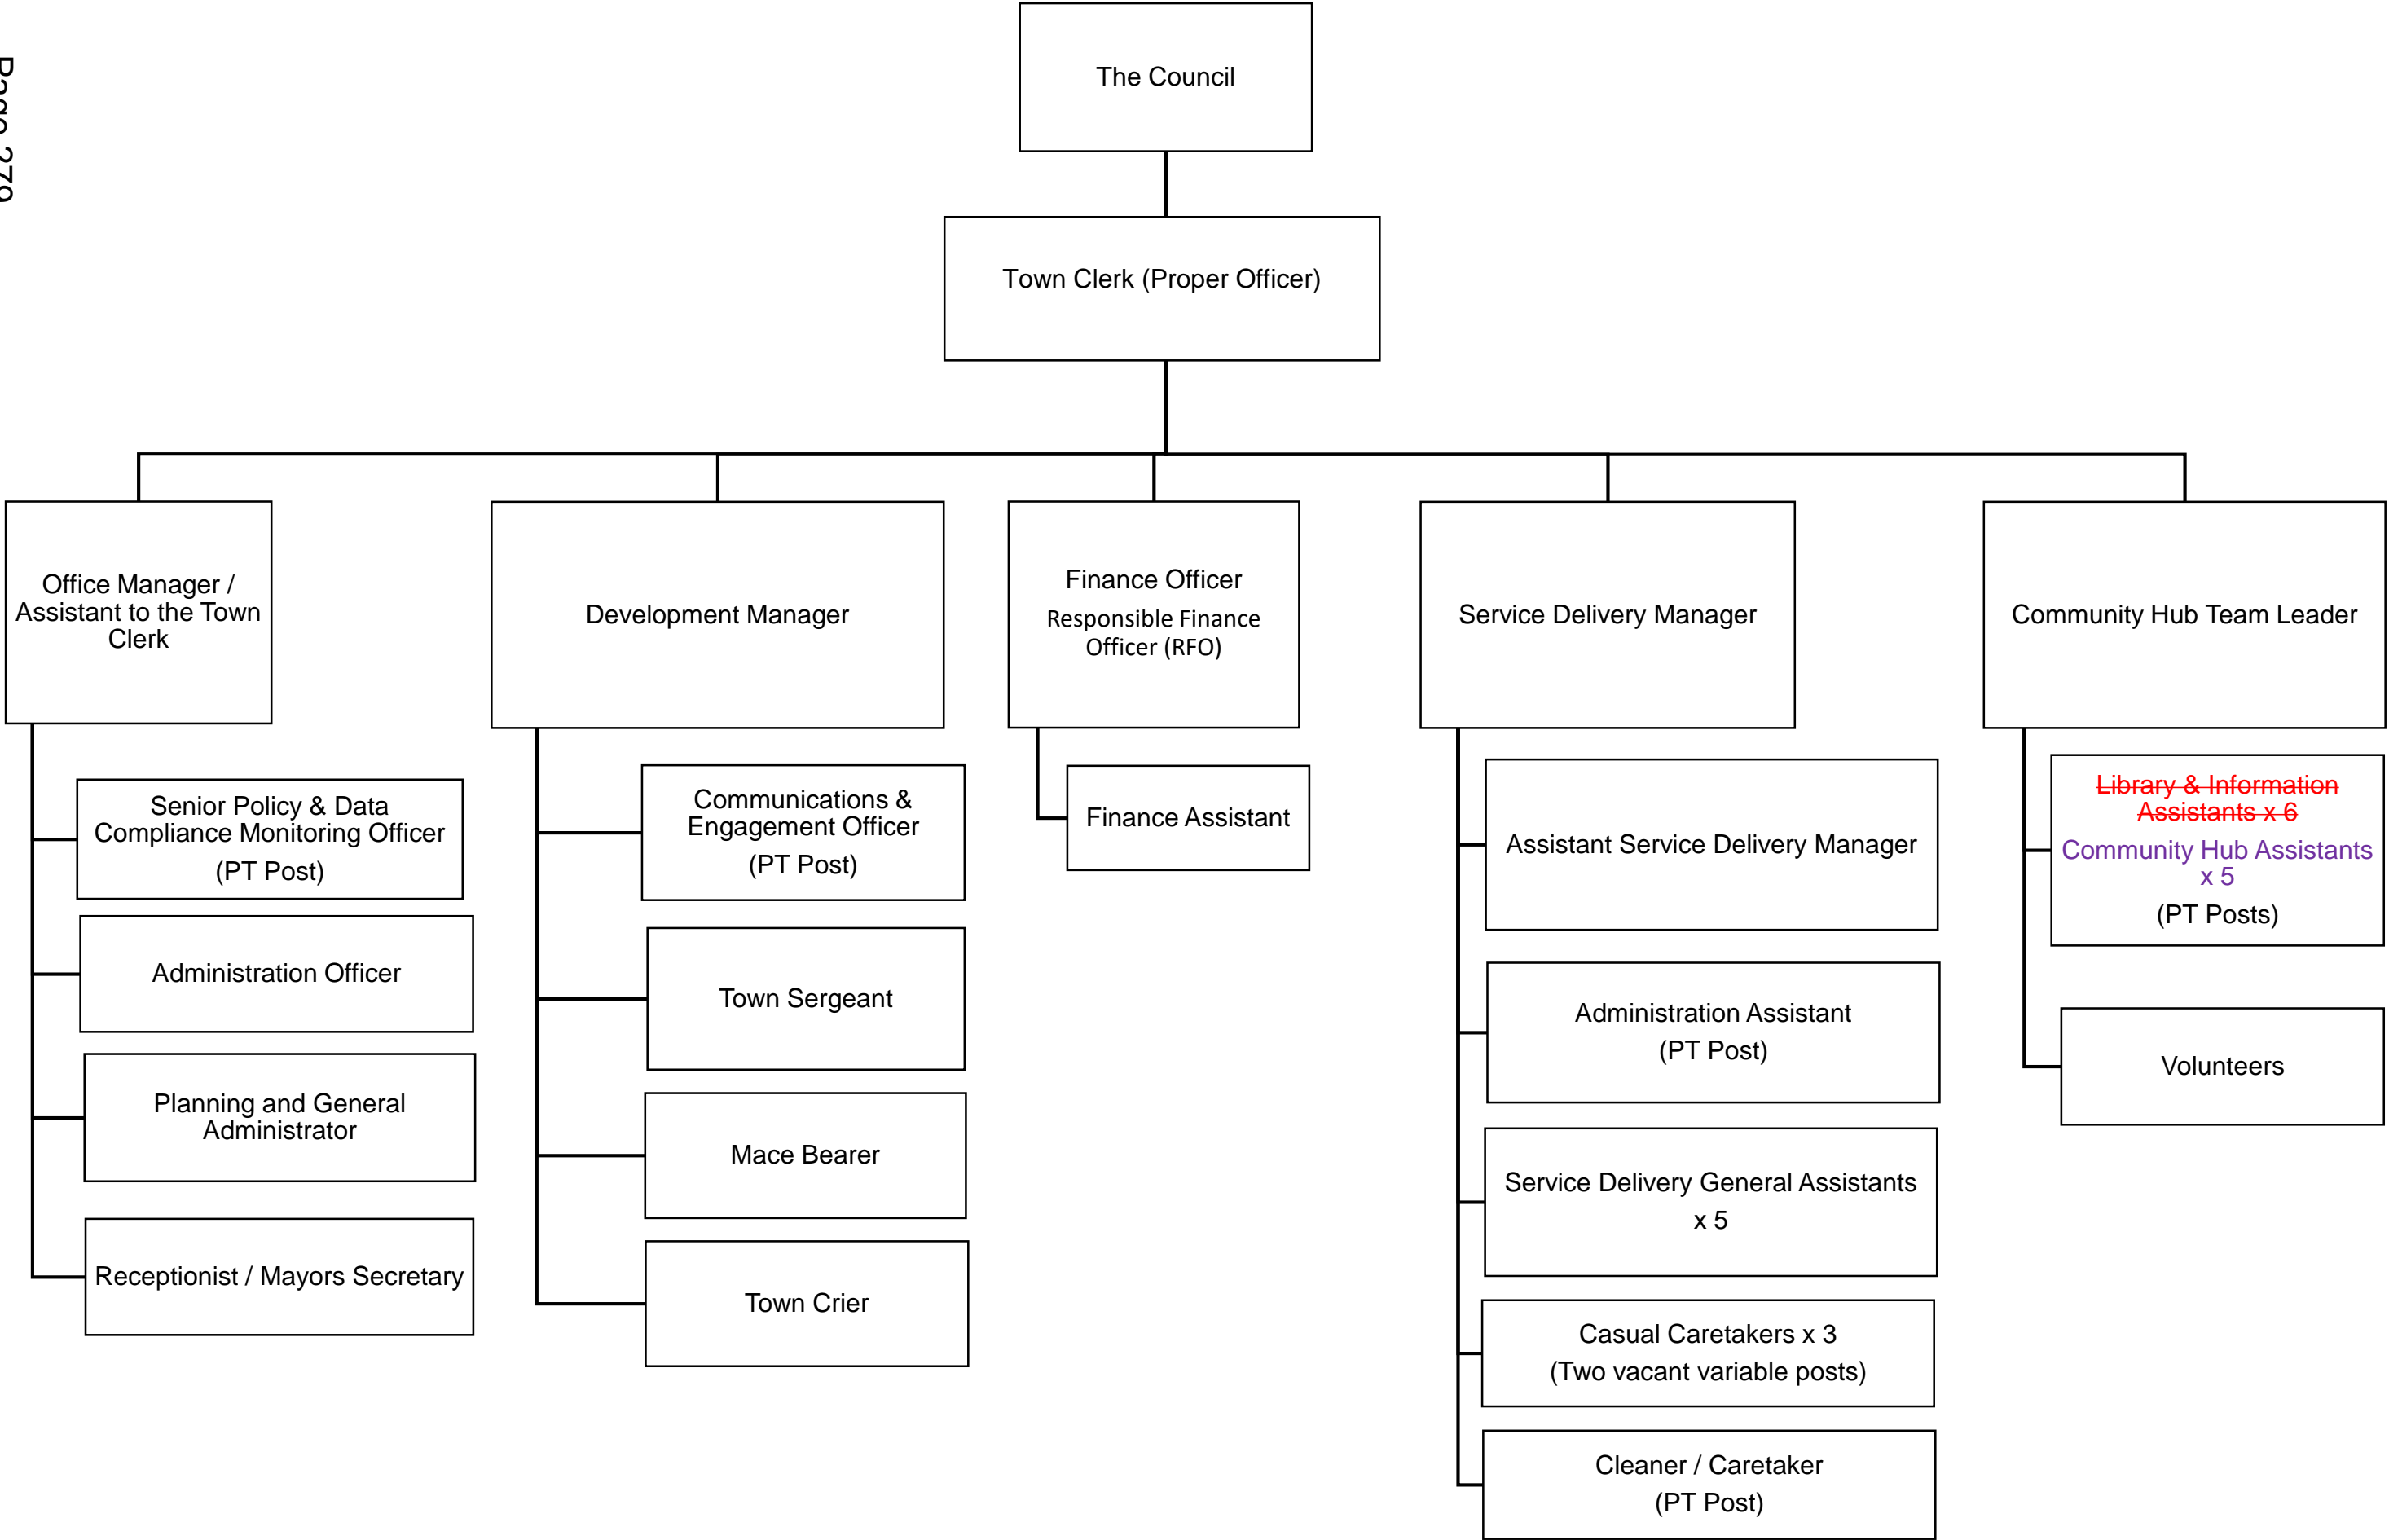 Page 279
The Council
Town Clerk (Proper Officer)
Office Manager /
Assistant to the Town
Clerk
Development Manager
Finance Officer
Responsible Finance
Officer (RFO)
Service Delivery Manager
Community Hub Team Leader
Senior Policy & Data
Compliance Monitoring Officer
(PT Post)
Administration Officer
Planning and General
Administrator
Receptionist / Mayors Secretary
Communications &
Engagement Officer
(PT Post)
Town Sergeant
Mace Bearer
Town Crier
Finance Assistant
Assistant Service Delivery Manager
Administration Assistant
(PT Post)
Service Delivery General Assistants
x 5
Casual Caretakers x 3
(Two vacant variable posts)
Cleaner / Caretaker
(PT Post)
Library & Information
Assistants x 6
Community Hub Assistants
x 5
(PT Posts)
Volunteers